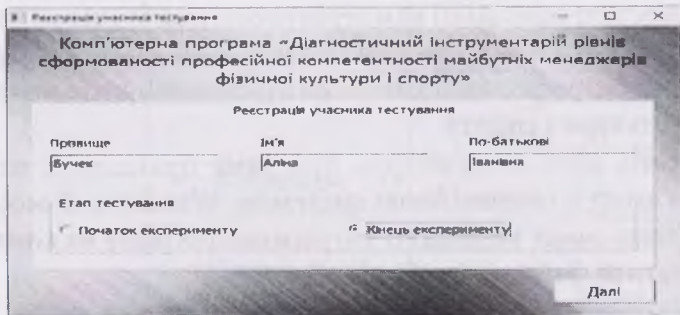 Реєстрація учасника тестування
Комп'ютерна програма «Діагностичний інструментарій рівнів
сформованості професійної компетентності майбутніх менеджерів
фізичної культури і спорту»
Реєстрація учасника тестування
Прізвище Ім'я По-батькові
Бучек Аліна Іванівна
Етап тестування
Початок експерименту Кінець експерименту
Далі